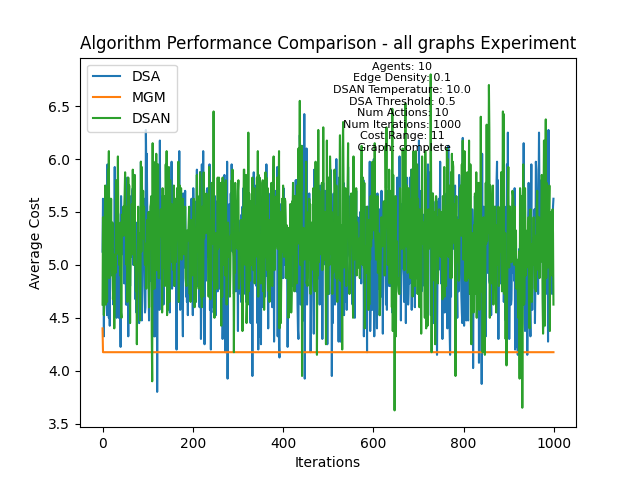 Algorithm Performance Comparison - all graphs Experiment
DSA
MGM
DSAN
Agents: 10
Edge Density: 0.1
DSAN Temperature: 10.0
DSA Threshold: 0.5
Num Actions: 10
Num Iterations: 1000
Cost Range: 11
Graph: complete
Average Cost
6.5
6.0
5.5
5.0
4.5
4.0
3.5
0
200
400
600
800
1000
Iterations